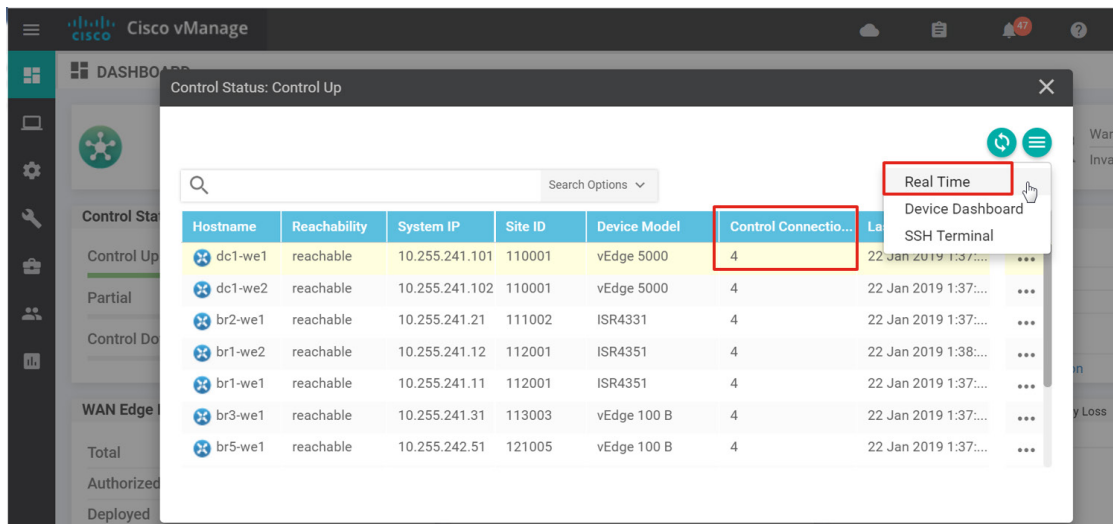 cisco Cisco vManage 47
DASHBO
Control Status: Control Up
Wan
Inva
Search Options
Real Time
Device Dashboard
SSH Terminal
Control Sta
Hostname Reachability System IP Site ID Device Model Control Connectio... La
Control Up dc1-we1 reachable 10.255.241.101 110001 vEdge 5000 4 22 Jan 2019 1:37:...
Partial dc1-we2 reachable 10.255.241.102 110001 vEdge 5000 4 22 Jan 2019 1:37:...
br2-we1 reachable 10.255.241.21 111002 ISR4331 4 22 Jan 2019 1:37:...
Control Do
br1-we2 reachable 10.255.241.12 112001 ISR4351 4 22 Jan 2019 1:38:...
br1-we1 reachable 10.255.241.11 112001 ISR4351 4 22 Jan 2019 1:37:...
WAN Edge br3-we1 reachable 10.255.241.31 113003 vEdge 100 B 4 22 Jan 2019 1:37:... y Loss
Total br5-we1 reachable 10.255.242.51 121005 vEdge 100 B 4 22 Jan 2019 1:37:...
Authorized
Deployed